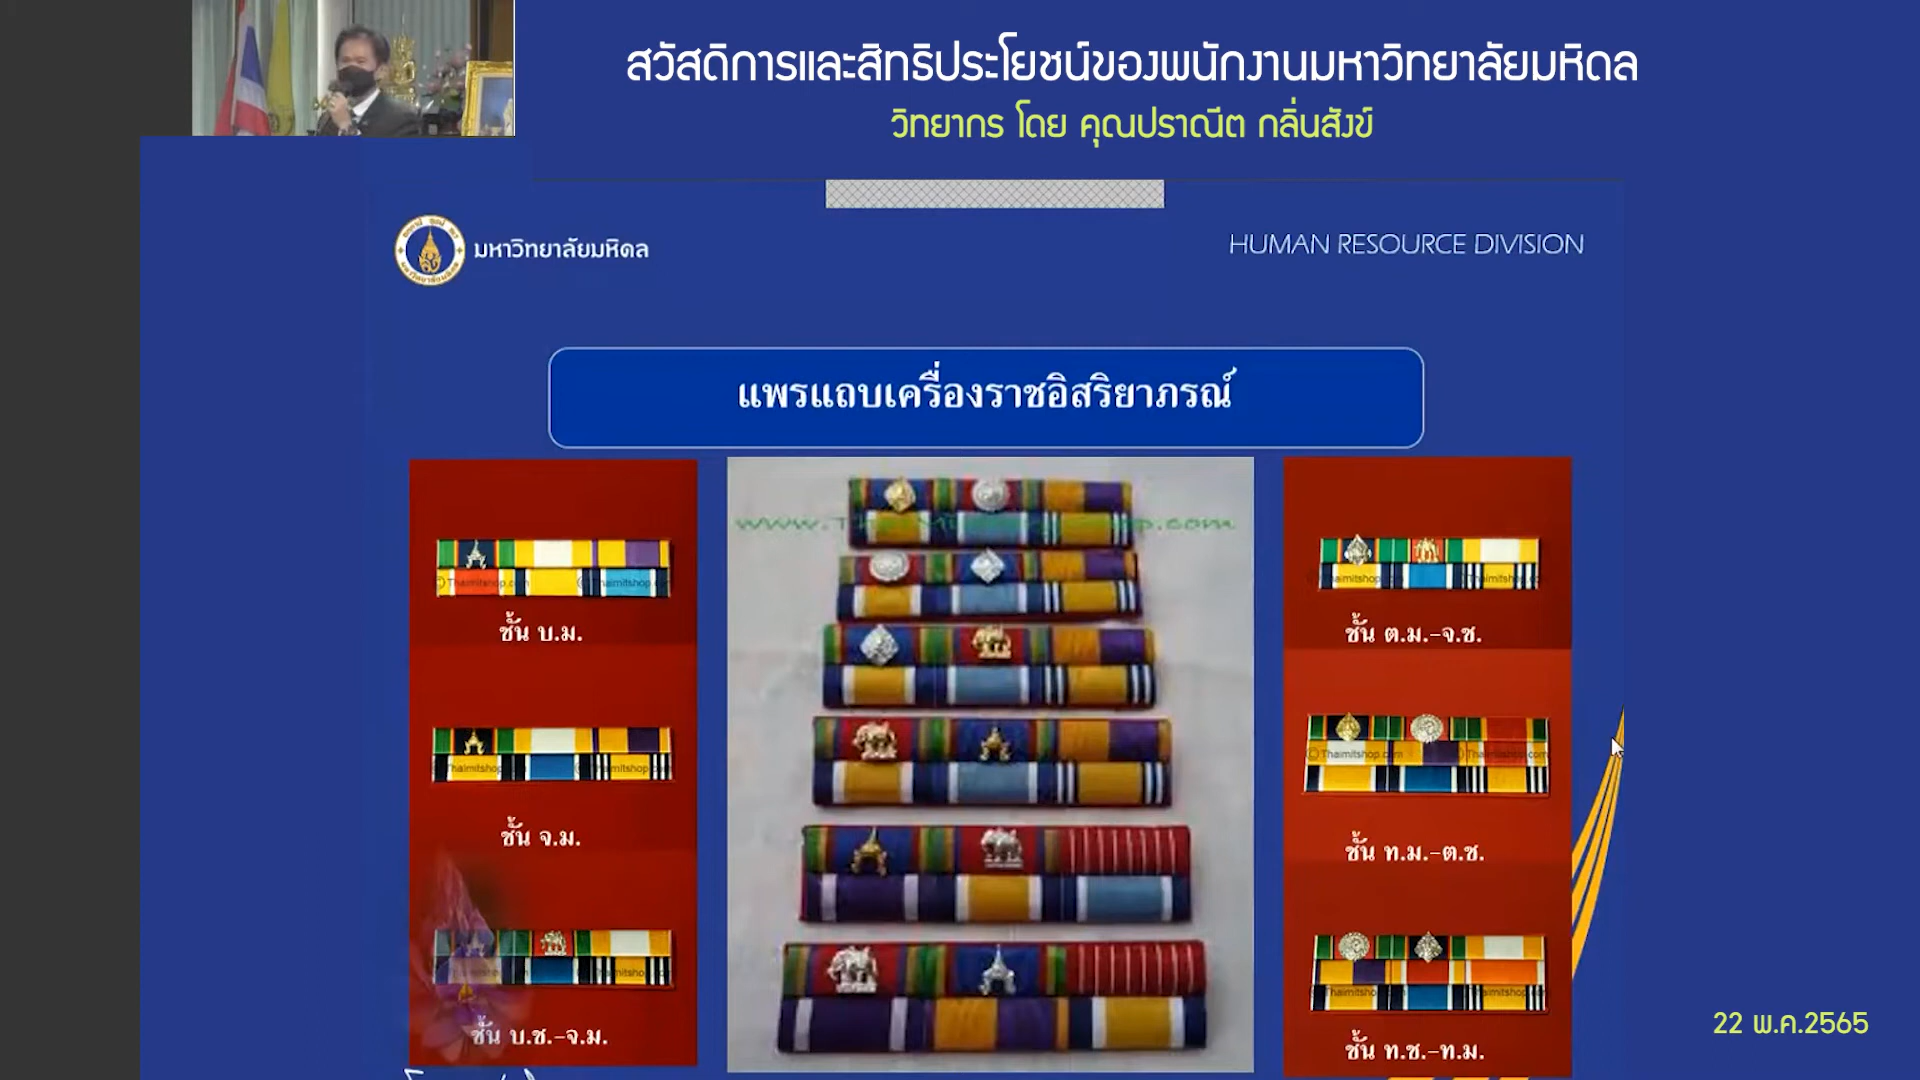 สวัสดิการและสิทธิประโยชน์ของพนักงานมหาวิทยาลัยมหิดล
วิทยากร โดย คุณปราณีต กลิ่นสังข์
มหาวิทยาลัยมหิดล
HUMAN RESOURCE DIVISION
แพรแถบเครื่องราชอิสริยาภรณ์
ชั้น บ.ม.
ชั้น จ.ม.
ชั้น บ.ช.-จ.ม.
ชั้น ต.ม.-จ.ช.
ชั้น ท.ม.-ต.ช.
ชั้น ท.ช.-ท.ม.
© Thaimitshop.com
22 พ.ค.2565